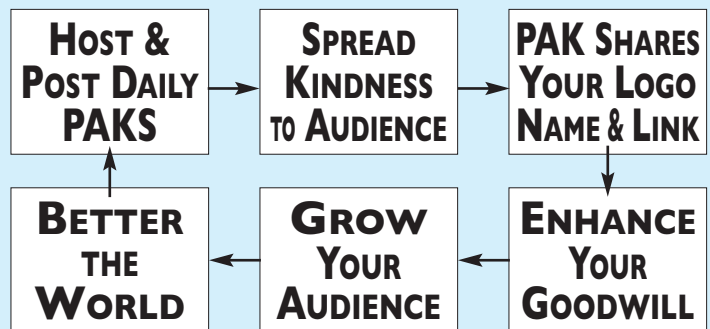 HOST &
POST DAILY
PAKS
SPREAD
KINDNESS
TO AUDIENCE
PAK SHARES
YOUR LOGO
NAME & LINK
ENHANCE
YOUR
GOODWILL
GROW
YOUR
AUDIENCE
BETTER
THE
WORLD